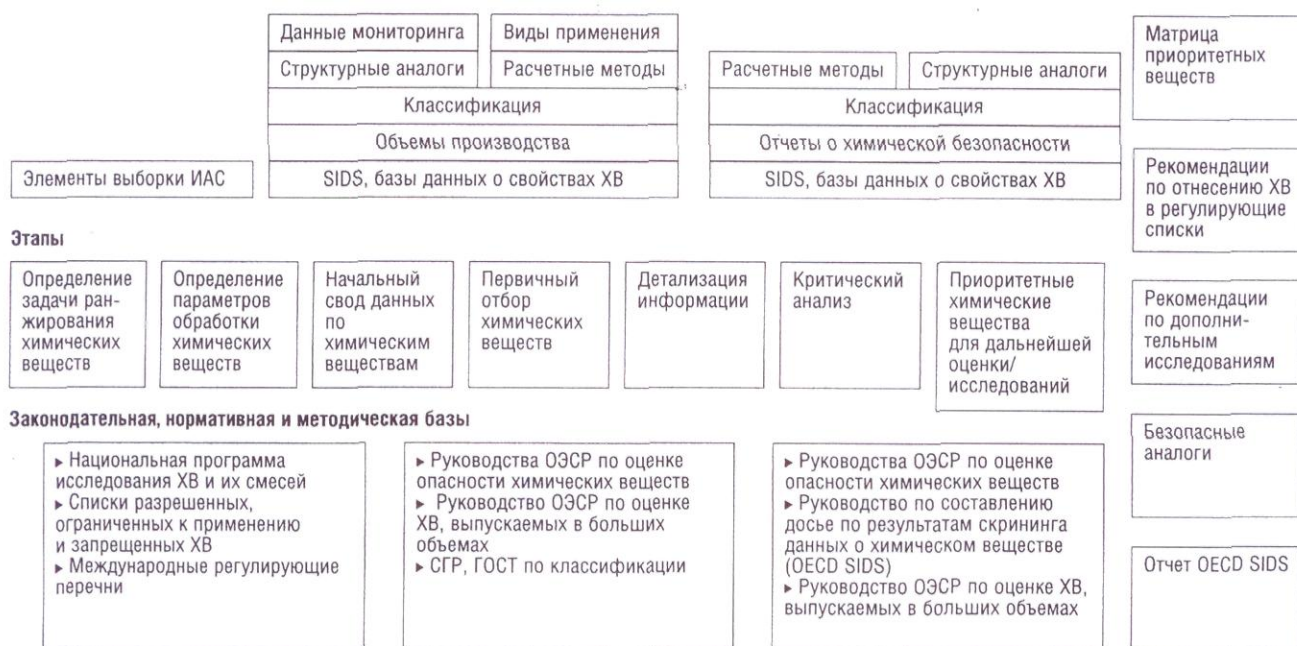 Данные мониторинга
Виды применения
Структурные аналоги
Расчетные методы
Классификация
Объемы производства
Элементы выборки ИАС
SIDS, базы данных о свойствах ХВ
Расчетные методы
Структурные аналоги
Классификация
Отчеты о химической безопасности
SIDS, базы данных о свойствах ХВ
Матрица
приоритетных
веществ
Рекомендации
по отнесению ХВ
в регулирующие
списки
Этапы
Определение
задачи ран-
жирования
химических
веществ
Определение
параметров
обработки
химических
веществ
Начальный
свод данных
по
химическим
веществам
Первичный
отбор
химических
веществ
Детализация
информации
Критический
анализ
Приоритетные
химические
вещества
для дальнейшей
оценки/
исследований
Рекомендации
по дополни-
тельным
исследованиям
Законодательная, нормативная и методическая базы
▸ Национальная программа
исследования ХВ и их смесей
▸ Списки разрешенных,
ограниченных к применению
и запрещенных ХВ
▸ Международные регулирующие
перечни
▸ Руководства ОЭСР по оценке
опасности химических веществ
▸ Руководство ОЭСР по оценке
ХВ, выпускаемых в больших
объемах
▸ СГР, ГОСТ по классификации
▸ Руководства ОЭСР по оценке
опасности химических веществ
▸ Руководство по составлению
досье по результатам скрининга
данных о химическом веществе
(OECD SIDS)
▸ Руководство ОЭСР по оценке ХВ,
выпускаемых в больших объемах
Безопасные
аналоги
Отчет OECD SIDS